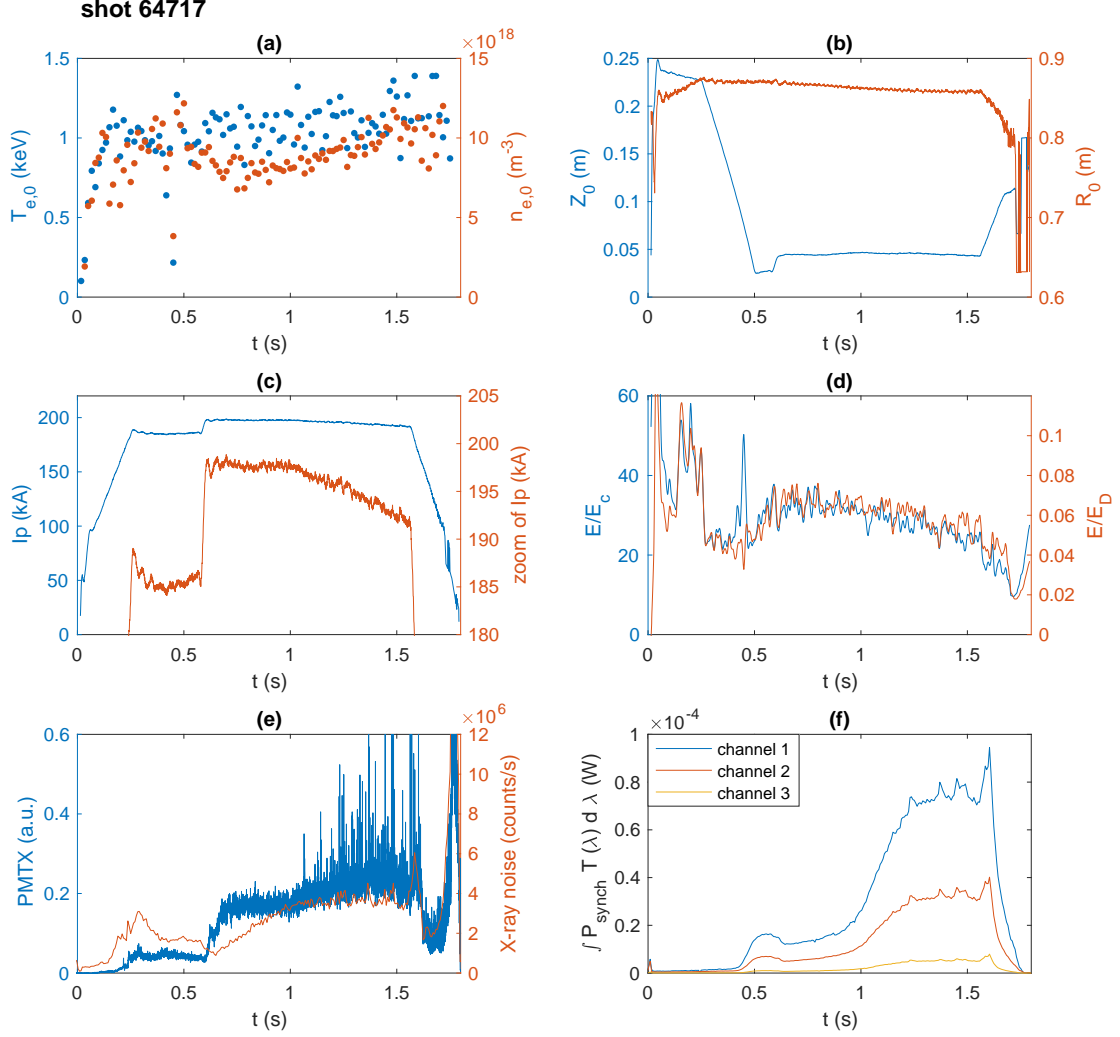 shot 64717
(a)
×10^18
1.5
1
0.5
0
T_e,0 (keV)
15
10
5
0
n_e,0 (m^-3)
0 0.5 1 1.5
t (s)
(b)
0.25
0.2
0.15
0.1
0.05
0
Z_0 (m)
0.9
0.8
0.7
0.6
R_0 (m)
0 0.5 1 1.5
t (s)
(c)
200
150
100
50
0
Ip (kA)
205
200
195
190
185
180
zoom of Ip (kA)
0 0.5 1 1.5
t (s)
(d)
60
40
20
0
E/E_c
0.1
0.08
0.06
0.04
0.02
0
E/E_D
0 0.5 1 1.5
t (s)
(e)
×10^6
0.6
0.4
0.2
0
PMTX (a.u.)
12
10
8
6
4
2
0
X-ray noise (counts/s)
0 0.5 1 1.5
t (s)
(f)
×10^-4
1
0.8
0.6
0.4
0.2
0
∫ P_synch T (λ) d λ (W)
channel 1
channel 2
channel 3
0 0.5 1 1.5
t (s)